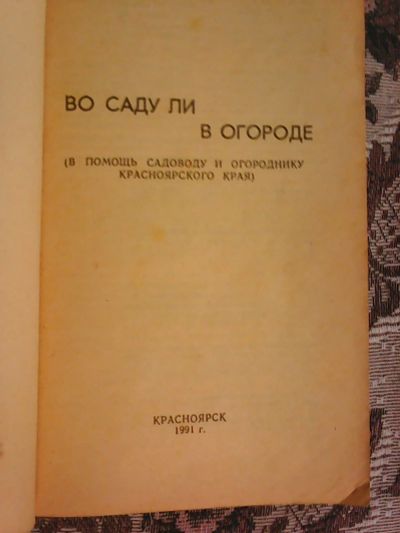 ВО САДУ ЛИ
В ОГОРОДЕ
(В ПОМОЩЬ САДОВОДУ И ОГОРОДНИКУ
КРАСНОЯРСКОГО КРАЯ)
КРАСНОЯРСК
1991 г.